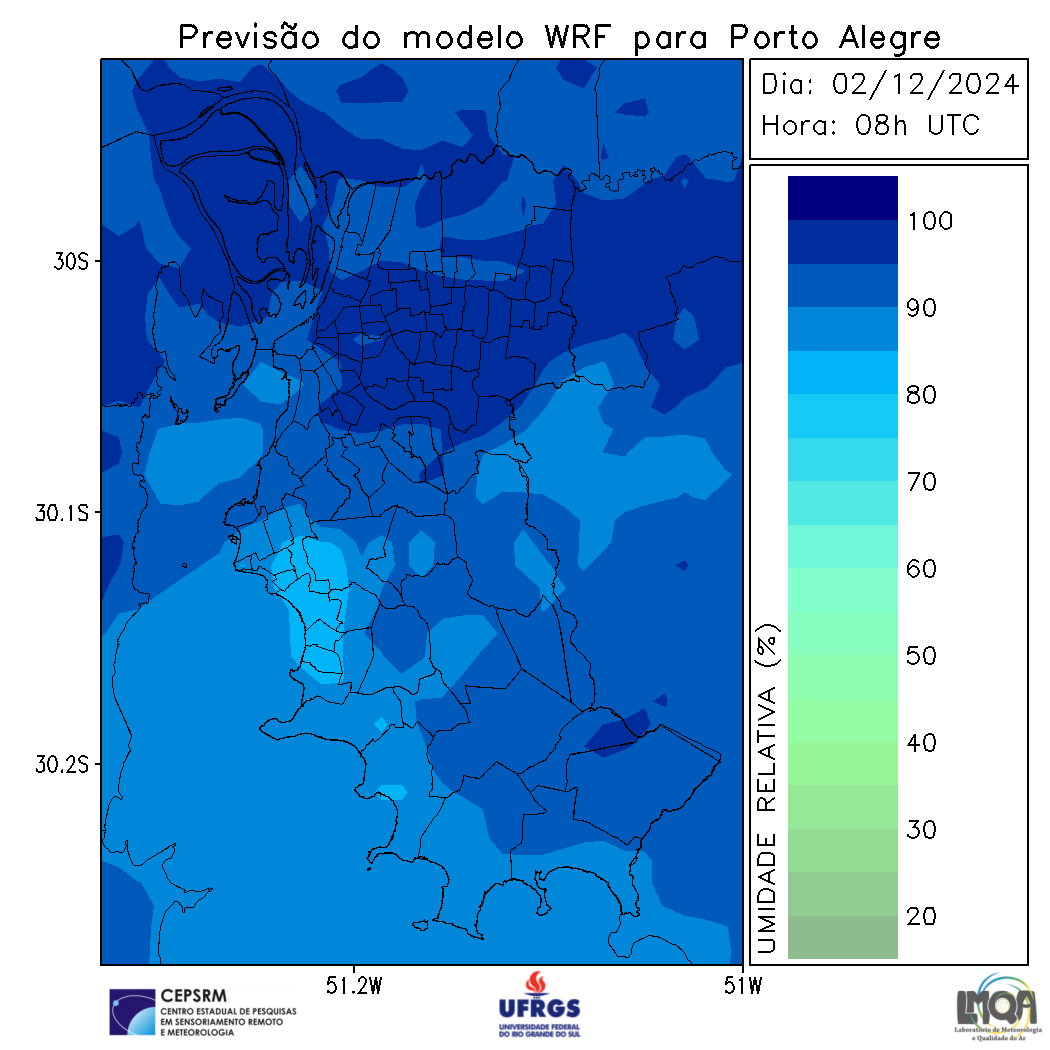 Previsão do modelo WRF para Porto Alegre
Dia: 02/12/2024
Hora: 08h UTC
30S
30.1S
30.2S
51.2W
51W
100
90
80
70
60
50
40
30
20
UMIDADE RELATIVA (%)
CEPSRM
CENTRO ESTADUAL DE PESQUISAS
EM SENSORIAMENTO REMOTO
E METEOROLOGIA
UFRGS
UNIVERSIDADE FEDERAL
DO RIO GRANDE DO SUL
LMQA
Laboratório de Meteorologia
e Qualidade do Ar